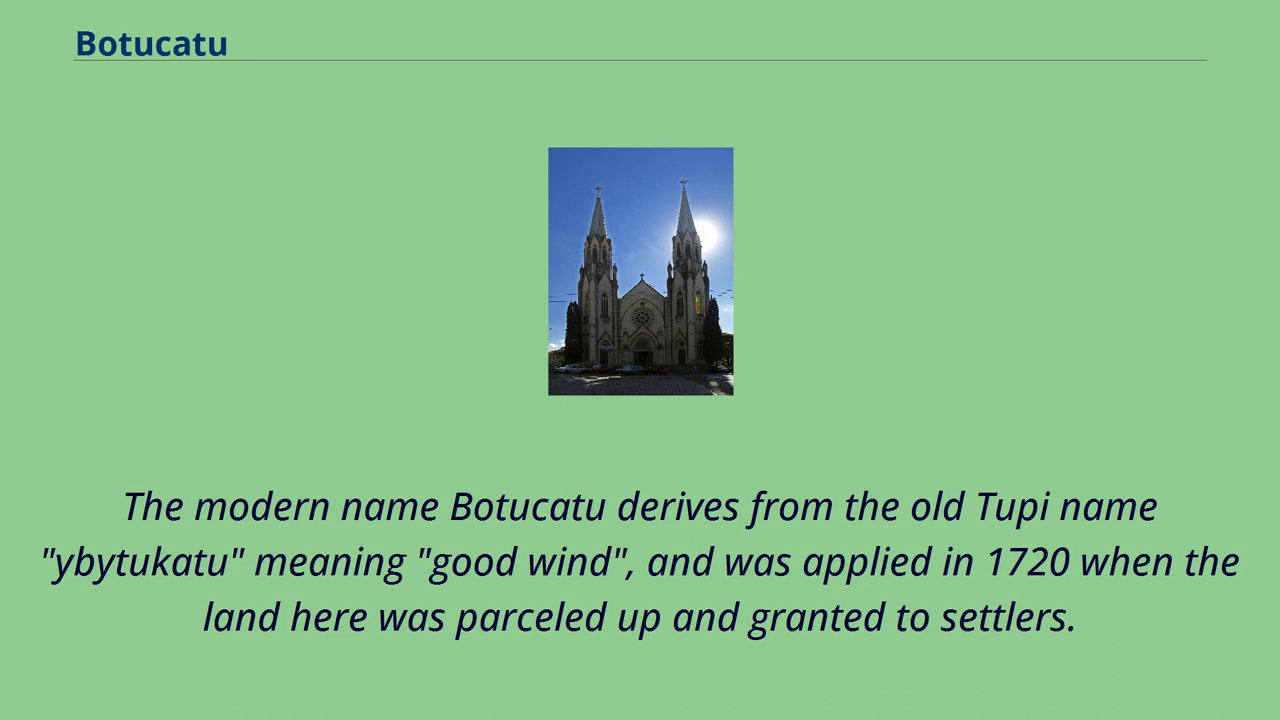 Botucatu
The modern name Botucatu derives from the old Tupi name
"ybytukatu" meaning "good wind", and was applied in 1720 when the
land here was parceled up and granted to settlers.